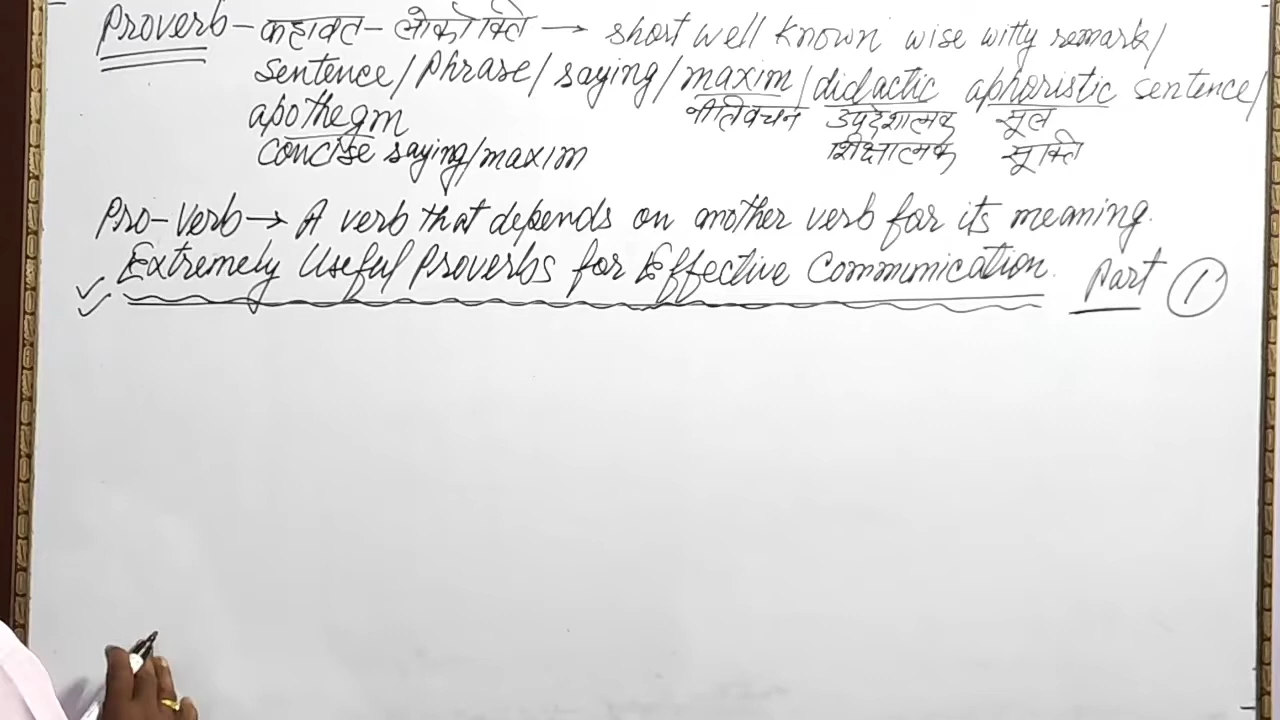 Proverb - कहावत - लोकोक्ति → short well known wise witty remark/
sentence/Phrase/saying/maxim/didactic aphoristic sentence/
नीतिवचन उपदेशात्मक सूत्र
apothegm
concise saying/maxim शिक्षात्मक सूक्ति
Pro-Verb → A verb that depends on another verb for its meaning.
Extremely Useful Proverbs for Effective Communication. Part 1